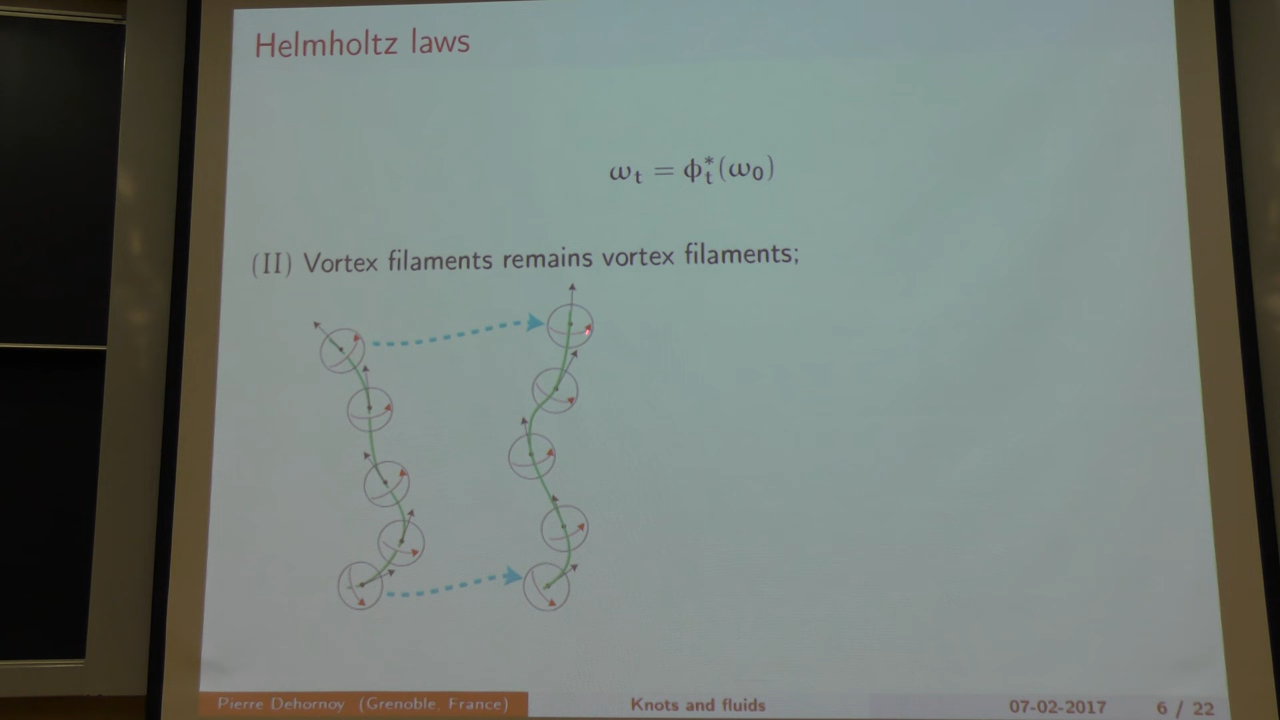 Helmholtz laws
ωₜ = ϕₜ*(ω₀)
(II) Vortex filaments remains vortex filaments;
Pierre Dehornoy (Grenoble, France) Knots and fluids 07-02-2017 6 / 22